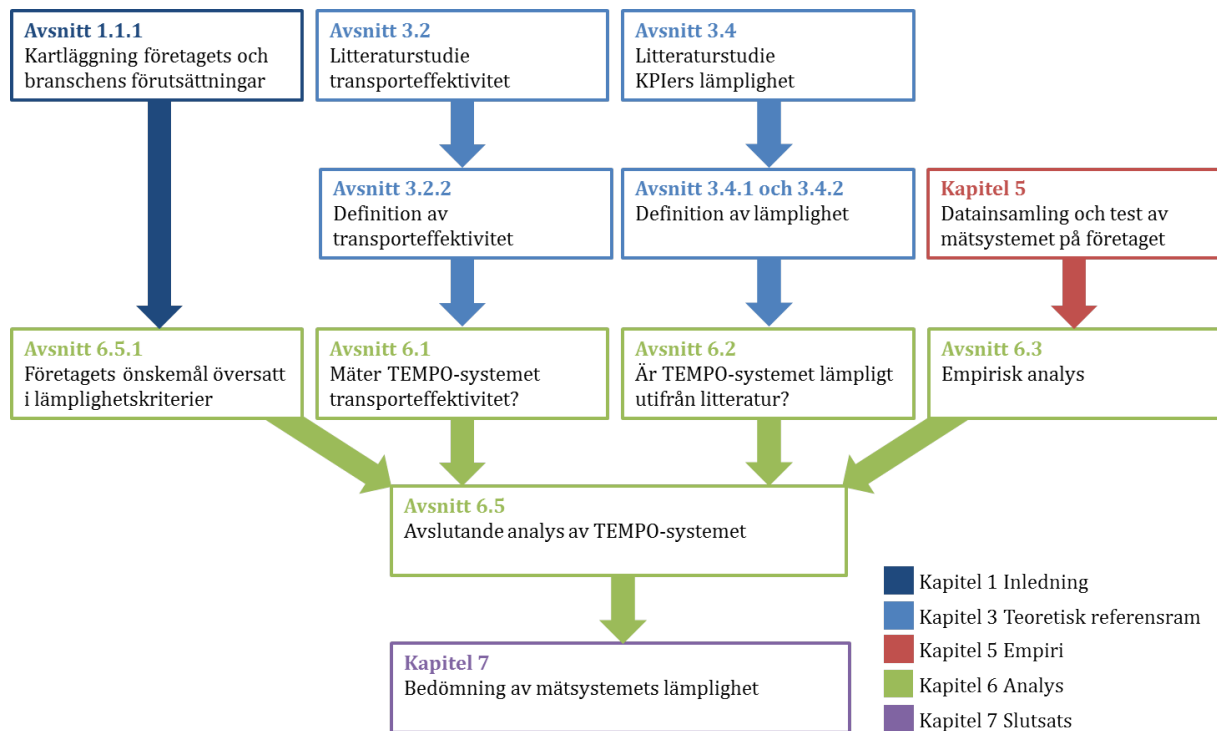 Avsnitt 1.1.1
Kartläggning företagets och
branschens förutsättningar
Avsnitt 3.2
Litteraturstudie
transporteffektivitet
Avsnitt 3.4
Litteraturstudie
KPIers lämplighet
Avsnitt 3.2.2
Definition av
transporteffektivitet
Avsnitt 3.4.1 och 3.4.2
Definition av lämplighet
Kapitel 5
Datainsamling och test av
mätsystemet på företaget
Avsnitt 6.5.1
Företagets önskemål översatt
i lämplighetskriterier
Avsnitt 6.1
Mäter TEMPO-systemet
transporteffektivitet?
Avsnitt 6.2
Är TEMPO-systemet lämpligt
utifrån litteratur?
Avsnitt 6.3
Empirisk analys
Avsnitt 6.5
Avslutande analys av TEMPO-systemet
Kapitel 7
Bedömning av mätsystemets lämplighet
Kapitel 1 Inledning
Kapitel 3 Teoretisk referensram
Kapitel 5 Empiri
Kapitel 6 Analys
Kapitel 7 Slutsats